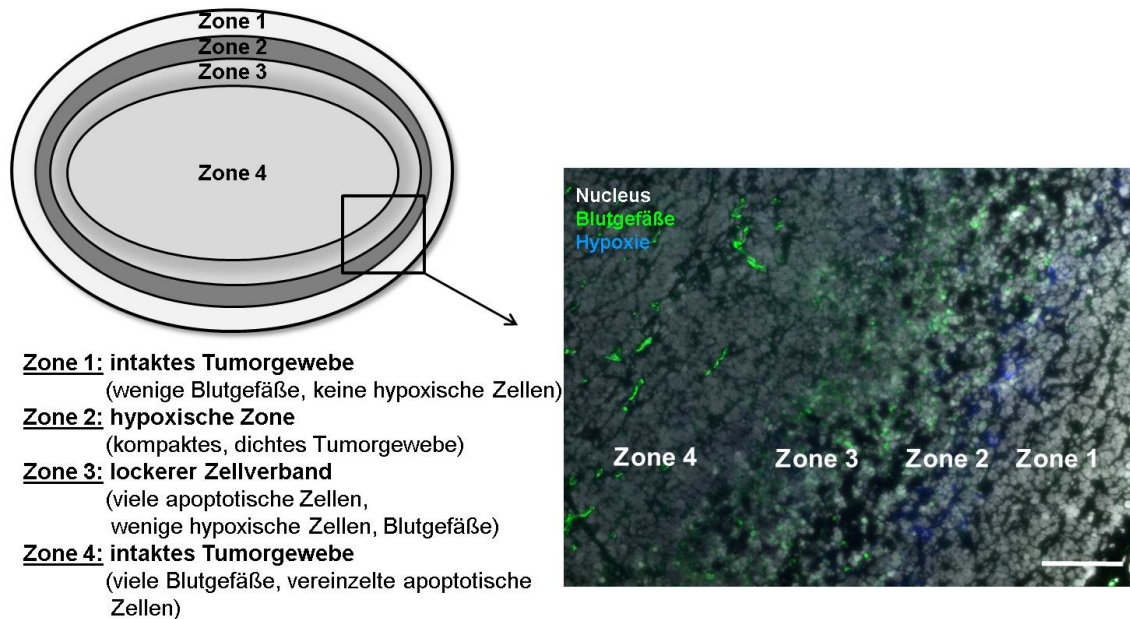 Zone 1
Zone 2
Zone 3
Zone 4
Zone 1: intaktes Tumorgewebe
(wenige Blutgefäße, keine hypoxische Zellen)
Zone 2: hypoxische Zone
(kompaktes, dichtes Tumorgewebe)
Zone 3: lockerer Zellverband
(viele apoptotische Zellen,
wenige hypoxische Zellen, Blutgefäße)
Zone 4: intaktes Tumorgewebe
(viele Blutgefäße, vereinzelte apoptotische
Zellen)
Nucleus
Blutgefäße
Hypoxie
Zone 4 Zone 3 Zone 2 Zone 1